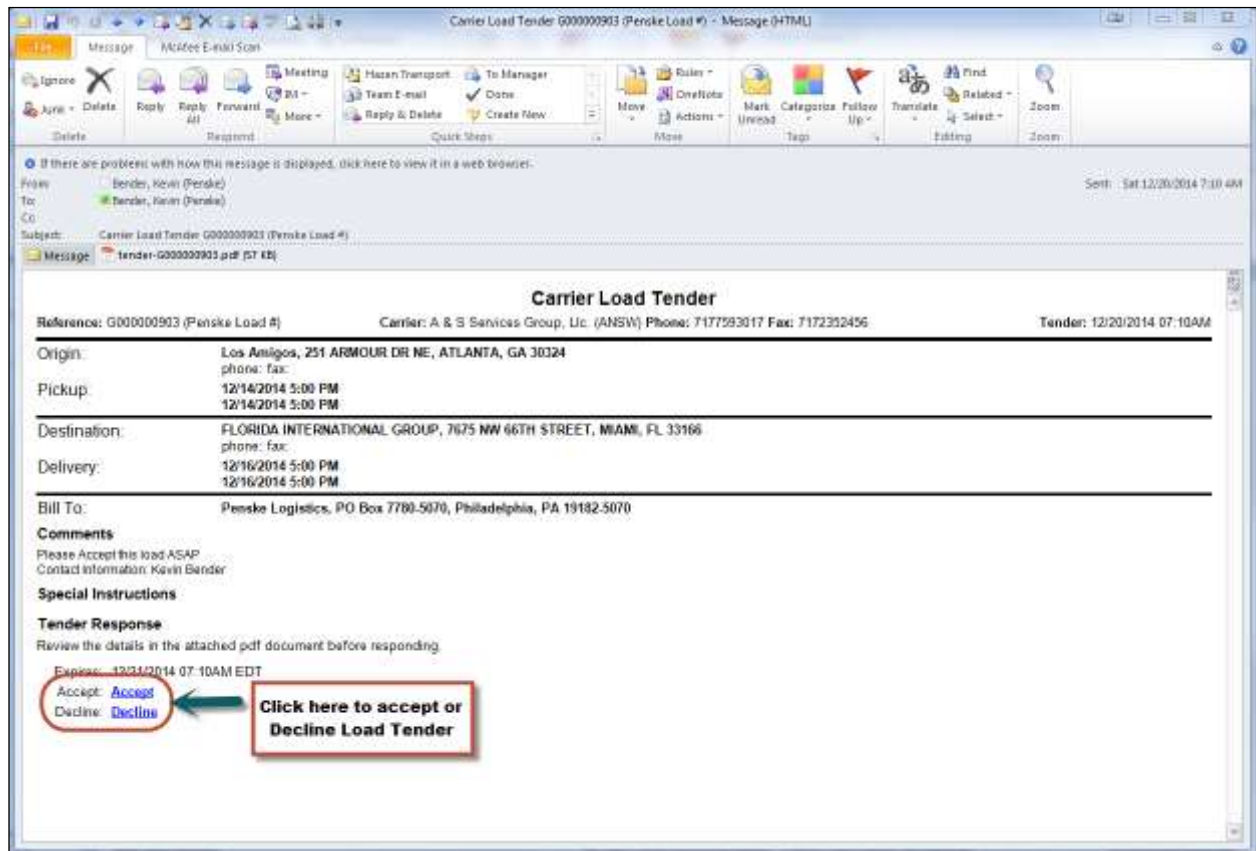 Carrier Load Tender G000000903 (Penske Load #) - Message (HTML)
File Message McAfee E-mail Scan
Ignore
Junk - Delete
Reply Reply All Forward
Meeting
IM -
More -
Hazen Transport To Manager
Team E-mail Done
Reply & Delete Create New
Move
Rules -
OneNote
Actions -
Mark Unread Categorize Follow Up -
Translate
Find
Related -
Select -
Zoom
Delete Respond Quick Steps Move Tags Editing Zoom
If there are problems with how this message is displayed, click here to view it in a web browser.
From: Bender, Kevin (Penske) Sent: Sat 12/20/2014 7:10 AM
To: Bender, Kevin (Penske)
Cc:
Subject: Carrier Load Tender G000000903 (Penske Load #)
Message tender-G000000903.pdf (57 KB)
Carrier Load Tender
Reference: G000000903 (Penske Load #) Carrier: A & S Services Group, Llc. (ANSW) Phone: 7177593017 Fax: 7172352456 Tender: 12/20/2014 07:10AM
Origin: Los Amigos, 251 ARMOUR DR NE, ATLANTA, GA 30324
phone: fax:
Pickup: 12/14/2014 5:00 PM
12/14/2014 5:00 PM
Destination: FLORIDA INTERNATIONAL GROUP, 7675 NW 66TH STREET, MIAMI, FL 33166
phone: fax:
Delivery: 12/16/2014 5:00 PM
12/16/2014 5:00 PM
Bill To: Penske Logistics, PO Box 7780-5070, Philadelphia, PA 19182-5070
Comments
Please Accept this load ASAP
Contact Information: Kevin Bender
Special Instructions
Tender Response
Review the details in the attached pdf document before responding.
Expires: 12/21/2014 07:10AM EDT
Accept: Accept
Decline: Decline
Click here to accept or
Decline Load Tender